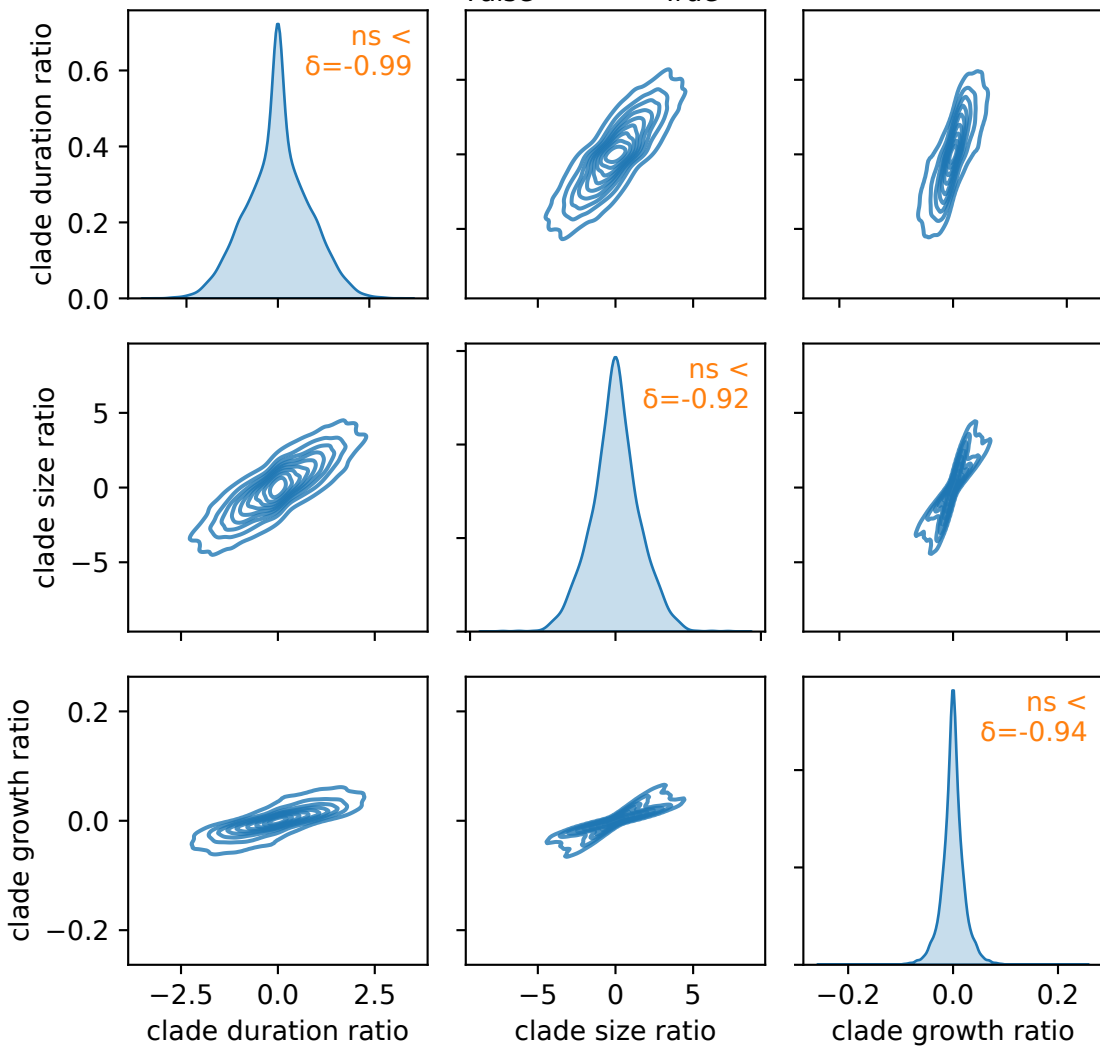 clade duration ratio
0.6
0.4
0.2
0.0
ns <
δ=-0.99
clade size ratio
5
0
−5
ns <
δ=-0.92
clade growth ratio
0.2
0.0
−0.2
ns <
δ=-0.94
−2.5 0.0 2.5
−5 0 5
−0.2 0.0 0.2
clade duration ratio
clade size ratio
clade growth ratio